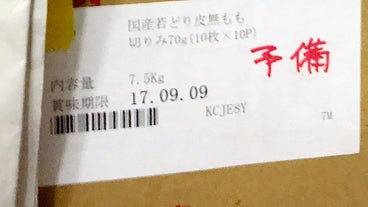 国産若どり皮無もも
切りみ70g(10枚×10P)
予備
内容量 7.5Kg
賞味期限 17.09.09
KCJE8Y
7M